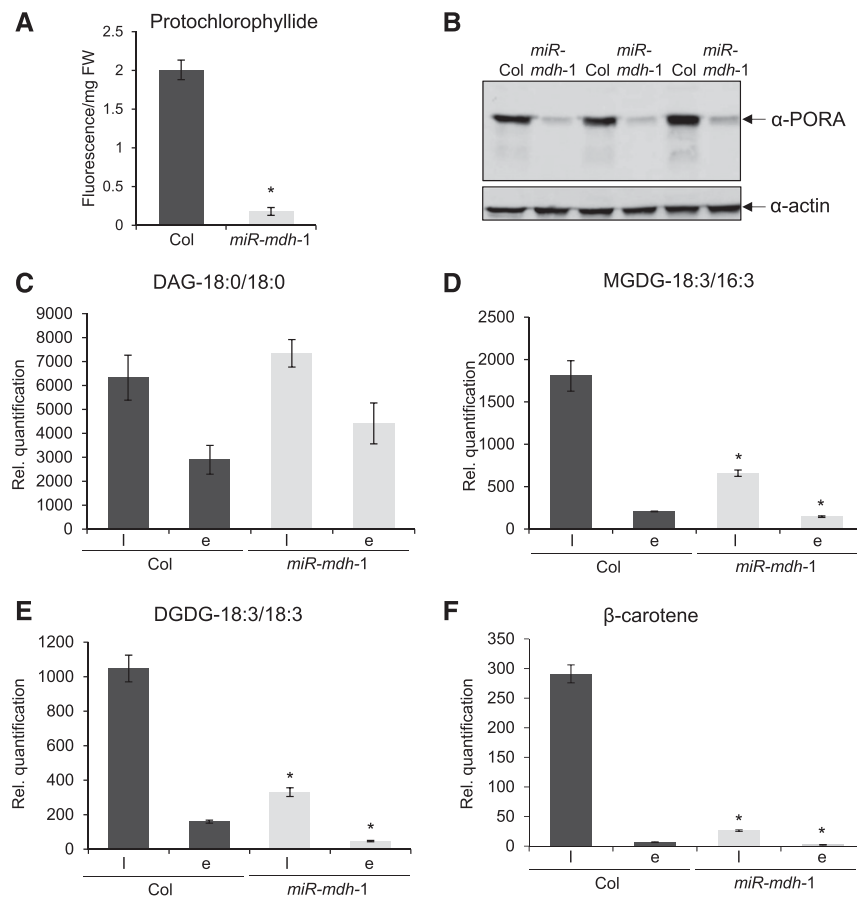 A
Protochlorophyllide
Fluorescence/mg FW
2.5
2
1.5
1
0.5
0
Col
miR-mdh-1
*
B
miR- miR- miR-
Col mdh-1 Col mdh-1 Col mdh-1
α-PORA
α-actin
C
DAG-18:0/18:0
Rel. quantification
9000
8000
7000
6000
5000
4000
3000
2000
1000
0
l e l e
Col miR-mdh-1
D
MGDG-18:3/16:3
Rel. quantification
2500
2000
1500
1000
500
0
* *
l e l e
Col miR-mdh-1
E
DGDG-18:3/18:3
Rel. quantification
1200
1000
800
600
400
200
0
* *
l e l e
Col miR-mdh-1
F
β-carotene
Rel. quantification
350
300
250
200
150
100
50
0
* *
l e l e
Col miR-mdh-1